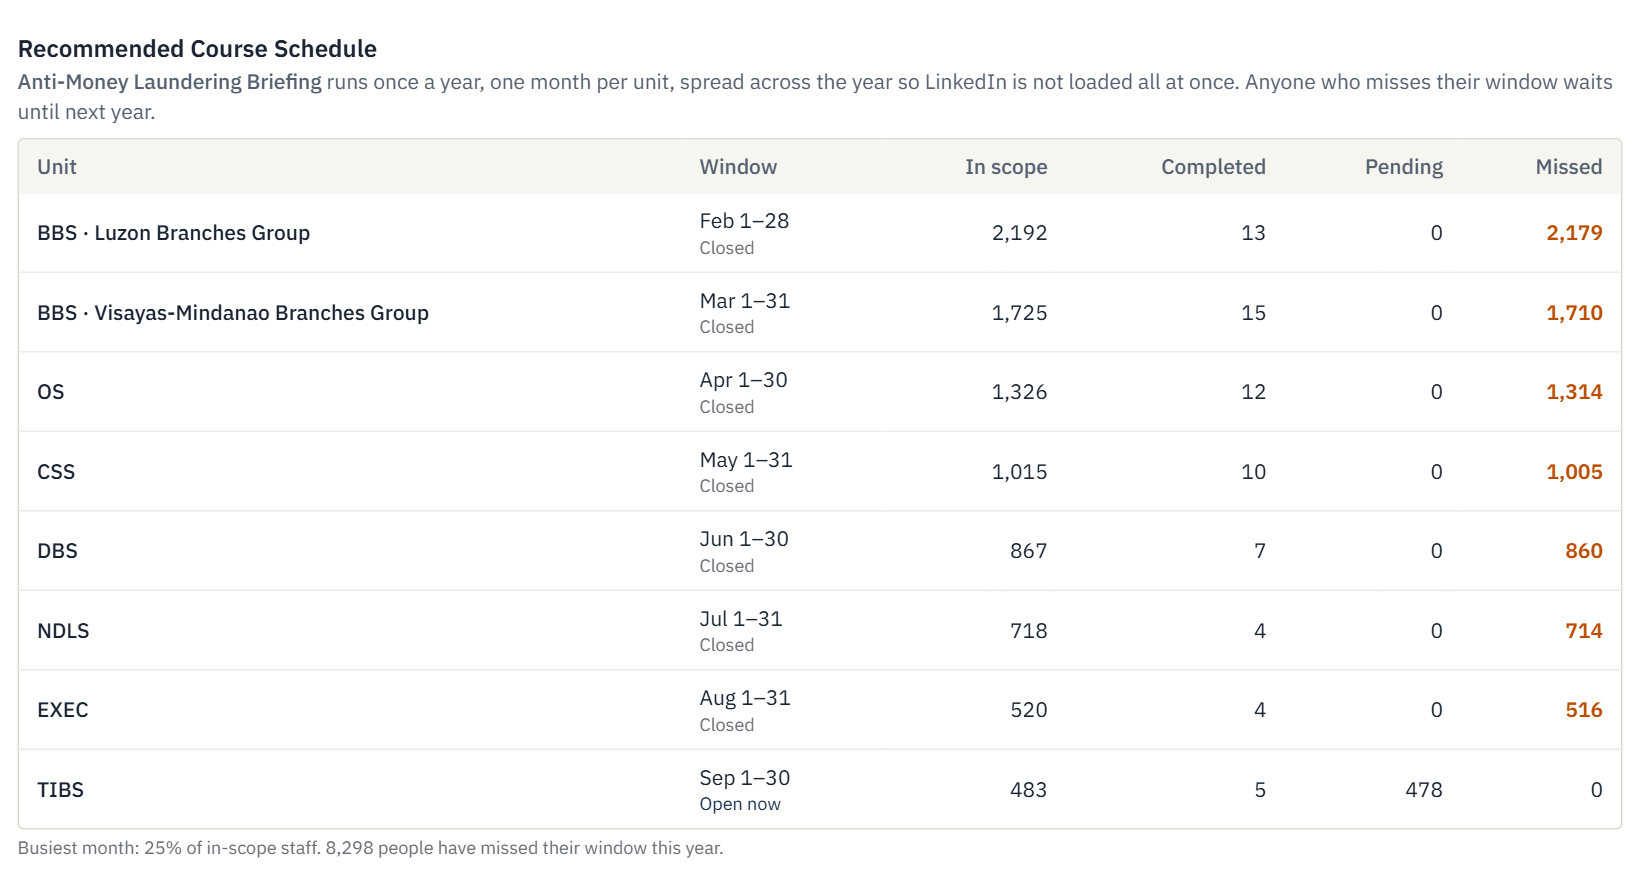 Recommended Course Schedule
Anti-Money Laundering Briefing runs once a year, one month per unit, spread across the year so LinkedIn is not loaded all at once. Anyone who misses their window waits
until next year.
Unit Window In scope Completed Pending Missed
BBS · Luzon Branches Group Feb 1–28 Closed 2,192 13 0 2,179
BBS · Visayas-Mindanao Branches Group Mar 1–31 Closed 1,725 15 0 1,710
OS Apr 1–30 Closed 1,326 12 0 1,314
CSS May 1–31 Closed 1,015 10 0 1,005
DBS Jun 1–30 Closed 867 7 0 860
NDLS Jul 1–31 Closed 718 4 0 714
EXEC Aug 1–31 Closed 520 4 0 516
TIBS Sep 1–30 Open now 483 5 478 0
Busiest month: 25% of in-scope staff. 8,298 people have missed their window this year.